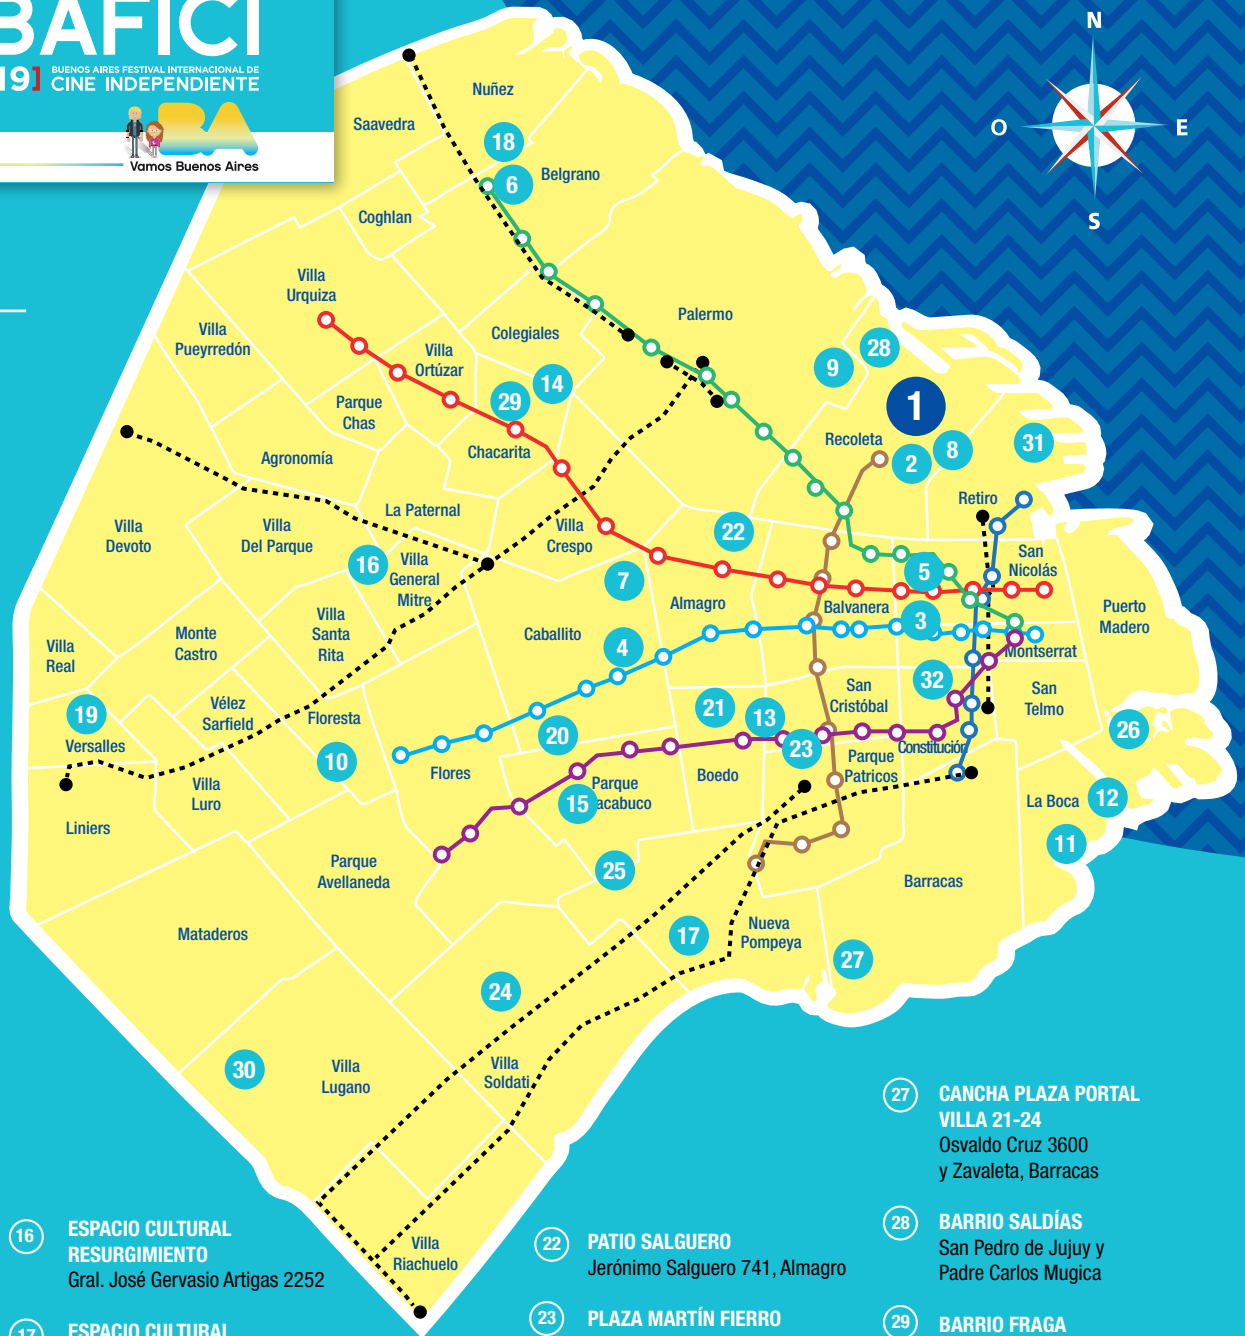 BAFICI
19] BUENOS AIRES FESTIVAL INTERNACIONAL DE
CINE INDEPENDIENTE
BA
Vamos Buenos Aires
N
O
E
S
Nuñez
Saavedra
18
Belgrano
6
Coghlan
Villa
Urquiza
Palermo
Villa
Pueyrredón
Colegiales
Villa
Ortúzar
28
9
14
29
1
Parque
Chas
Recoleta
31
Chacarita
2
8
Agronomía
Retiro
La Paternal
Villa
Devoto
Villa
Del Parque
Villa
Crespo
22
16
Villa
General
Mitre
San
Nicolás
5
7
Almagro
Balvanera
Puerto
Madero
3
Villa
Santa
Rita
Monte
Castro
Caballito
4
Villa
Real
Montserrat
32
San
Cristóbal
San
Telmo
19
Vélez
Sarfield
Floresta
21
13
26
Versalles
20
23
Constitución
10
Flores
Boedo
Parque
Patricos
Villa
Luro
Parque
acabuco
15
La Boca
12
Liniers
11
Parque
Avellaneda
25
Barracas
Mataderos
17
Nueva
Pompeya
27
24
30
Villa
Lugano
Villa
Soldati
Villa
Riachuelo
16 ESPACIO CULTURAL
RESURGIMIENTO
Gral. José Gervasio Artigas 2252
17 ESPACIO CULTURAL
22 PATIO SALGUERO
Jerónimo Salguero 741, Almagro
23 PLAZA MARTÍN FIERRO
27 CANCHA PLAZA PORTAL
VILLA 21-24
Osvaldo Cruz 3600
y Zavaleta, Barracas
28 BARRIO SALDÍAS
San Pedro de Jujuy y
Padre Carlos Mugica
29 BARRIO FRAGA